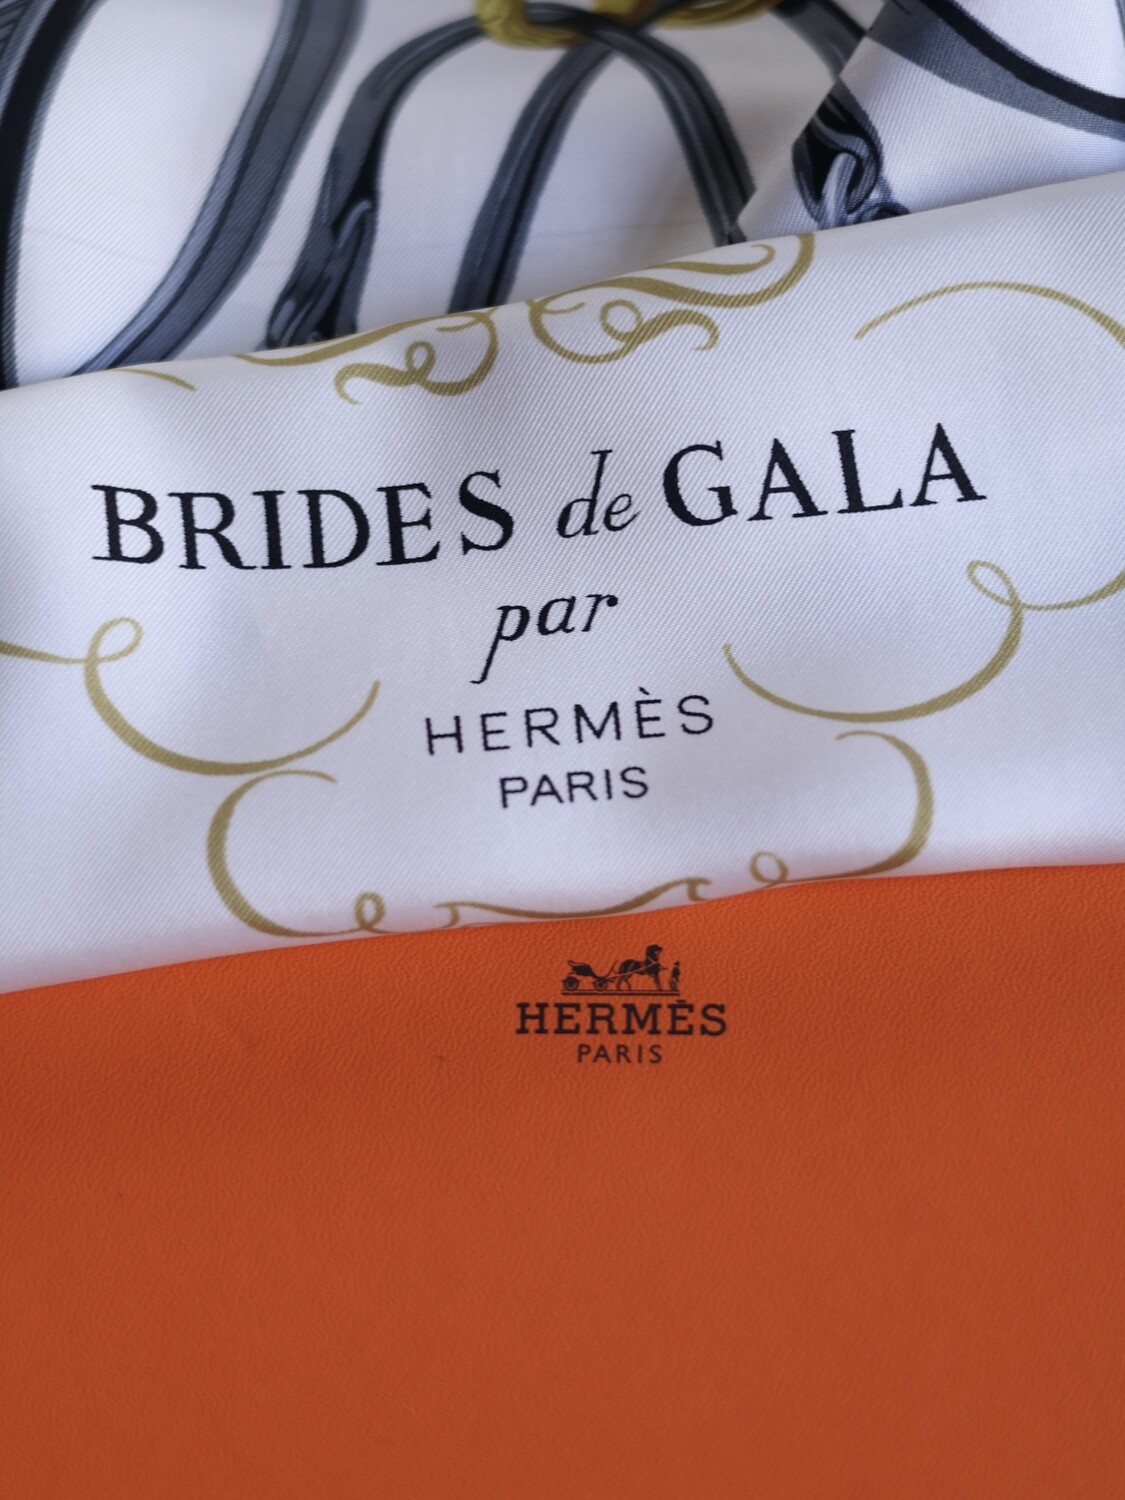 BRIDES de GALA
par
HERMÈS
PARIS
HERMÈS
PARIS